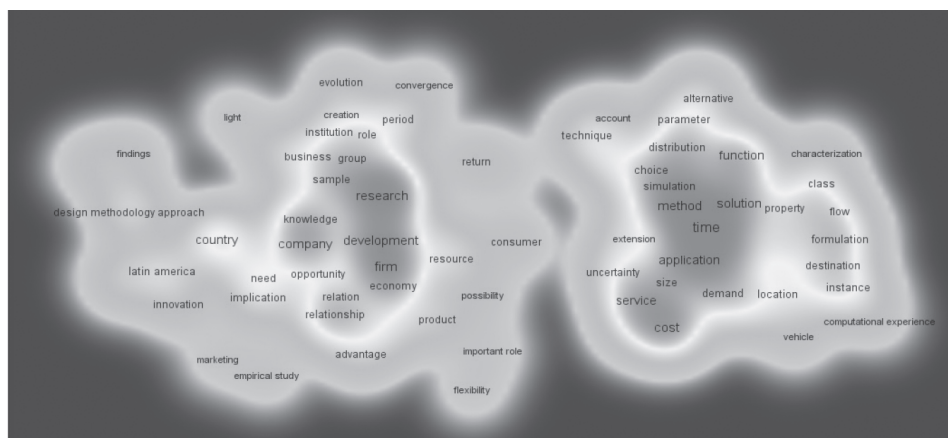 evolution
convergence
light
creation
period
institution
role
findings
business
group
return
sample
research
design methodology approach
knowledge
country
company
development
consumer
resource
latin america
need
opportunity
firm
economy
innovation
implication
relation
possibility
relationship
product
advantage
important role
marketing
empirical study
flexibility
alternative
account
parameter
technique
distribution
function
characterization
choice
simulation
class
method
solution
property
flow
time
extension
formulation
application
destination
uncertainty
size
instance
service
demand
location
cost
computational experience
vehicle